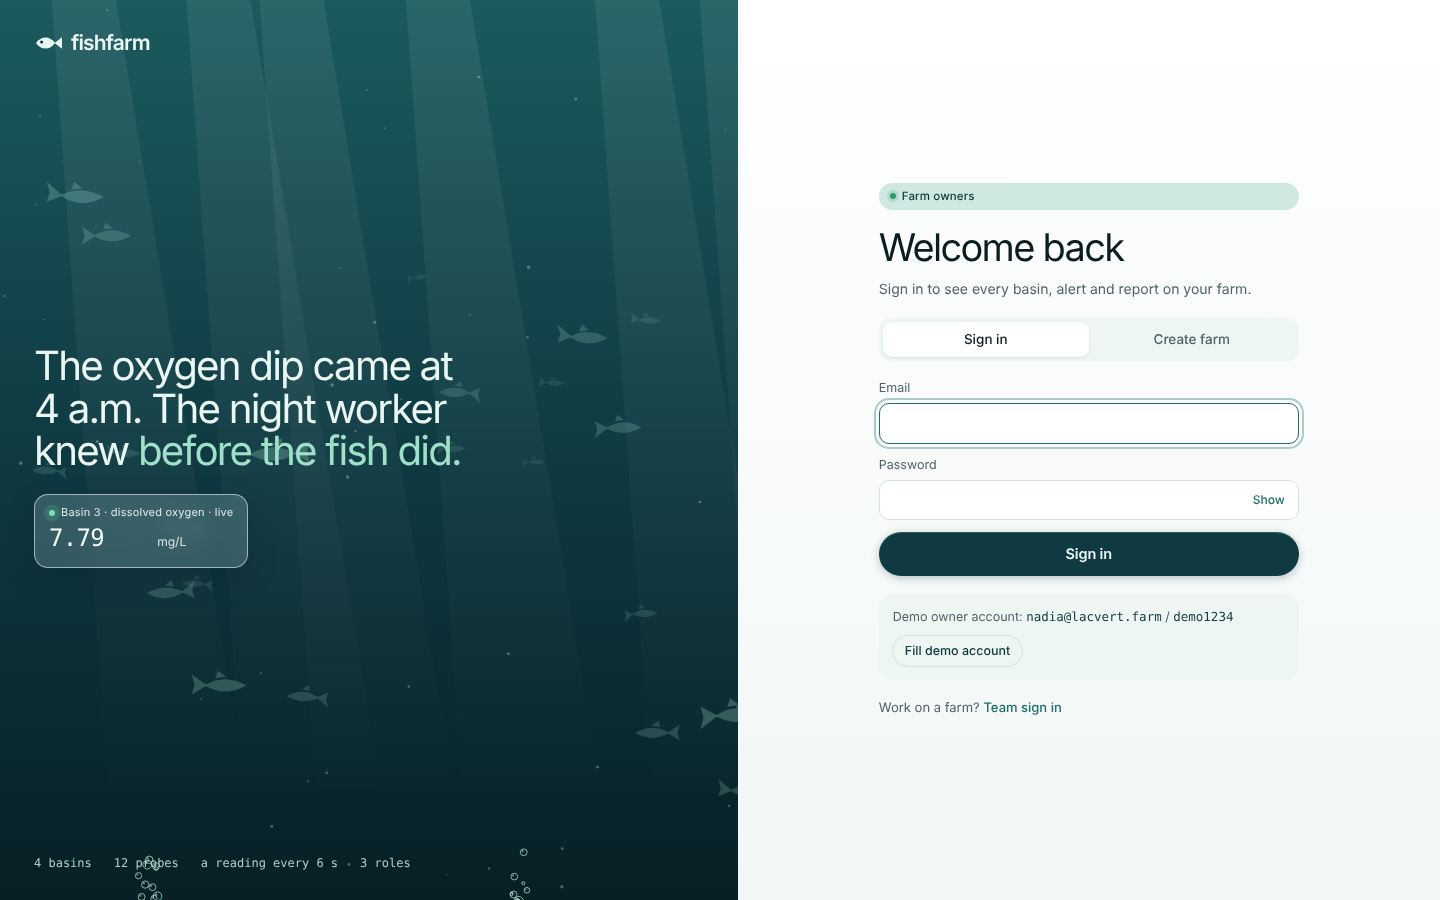 fishfarm
The oxygen dip came at
4 a.m. The night worker
knew before the fish did.
Basin 3 · dissolved oxygen · live
7.79 mg/L
4 basins 12 probes a reading every 6 s 3 roles
Farm owners
Welcome back
Sign in to see every basin, alert and report on your farm.
Sign in Create farm
Email
Password
Show
Sign in
Demo owner account: nadia@lacvert.farm / demo1234
Fill demo account
Work on a farm? Team sign in